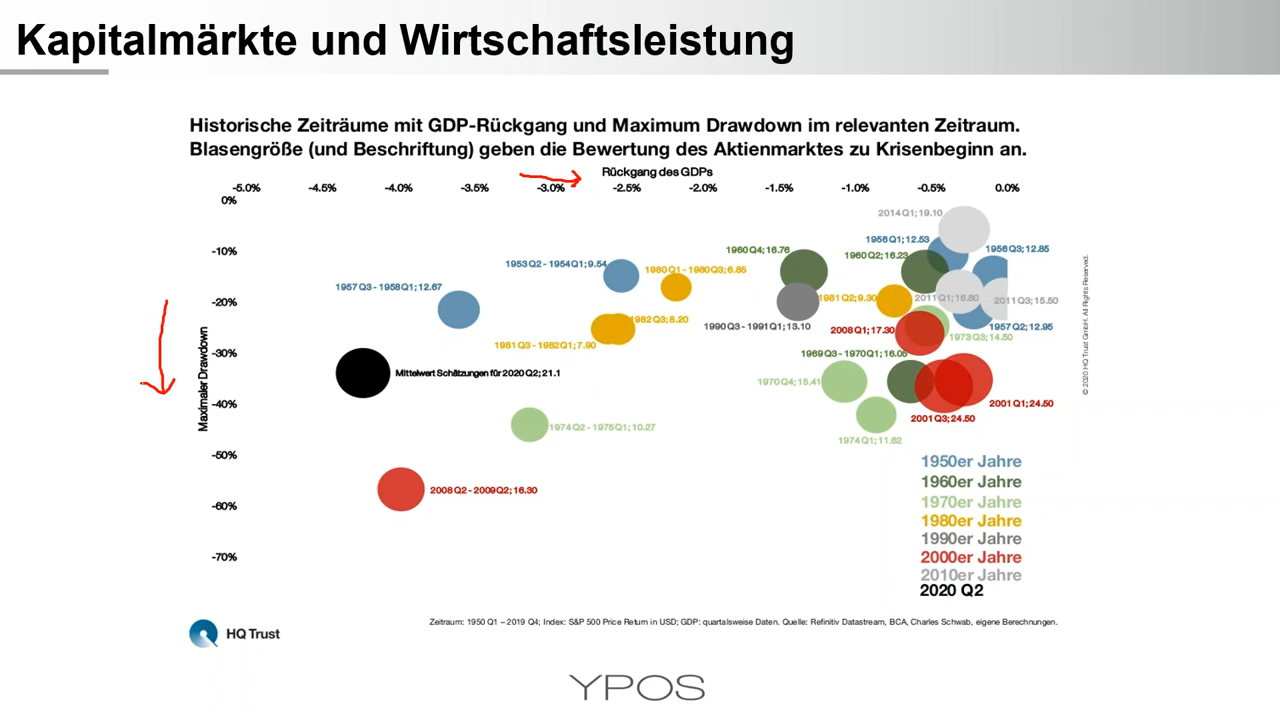 Kapitalmärkte und Wirtschaftsleistung
Historische Zeiträume mit GDP-Rückgang und Maximum Drawdown im relevanten Zeitraum.
Blasengröße (und Beschriftung) geben die Bewertung des Aktienmarktes zu Krisenbeginn an.
Rückgang des GDPs
-5.0% -4.5% -4.0% -3.5% -3.0% -2.5% -2.0% -1.5% -1.0% -0.5% 0.0%
0%
-10%
-20%
-30%
-40%
-50%
-60%
-70%
Maximaler Drawdown
2014 Q1; 19.10
1956 Q1; 12.53
1956 Q3; 12.85
1960 Q4; 16.76
1960 Q2; 16.23
1953 Q2 - 1954 Q1; 9.54
1980 Q1 - 1980 Q3; 6.85
1957 Q3 - 1958 Q1; 12.67
1981 Q2; 9.30
2011 Q1; 16.80
2011 Q3; 15.50
1982 Q3; 8.20
1990 Q3 - 1991 Q1; 13.10
2008 Q1; 17.30
1957 Q2; 12.95
1973 Q3; 14.50
1981 Q3 - 1982 Q1; 7.90
1969 Q3 - 1970 Q1; 16.05
Mittelwert Schätzungen für 2020 Q2; 21.1
1970 Q4; 15.41
2001 Q1; 24.50
2001 Q3; 24.50
1974 Q2 - 1975 Q1; 10.27
1974 Q1; 11.62
2008 Q2 - 2009 Q2; 16.30
1950er Jahre
1960er Jahre
1970er Jahre
1980er Jahre
1990er Jahre
2000er Jahre
2010er Jahre
2020 Q2
© 2020 HQ Trust GmbH. All Rights Reserved.
Zeitraum: 1950 Q1 – 2019 Q4; Index: S&P 500 Price Return in USD; GDP: quartalsweise Daten. Quelle: Refinitiv Datastream, BCA, Charles Schwab, eigene Berechnungen.
HQ Trust
YPOS